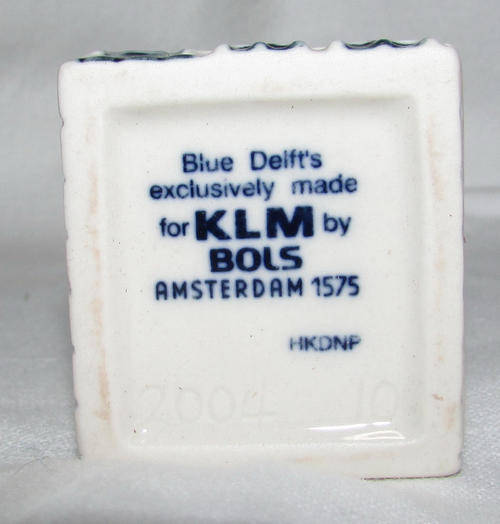 Blue Delft's
exclusively made
for KLM by
BOLS
AMSTERDAM 1575
HKDNP
2004 10